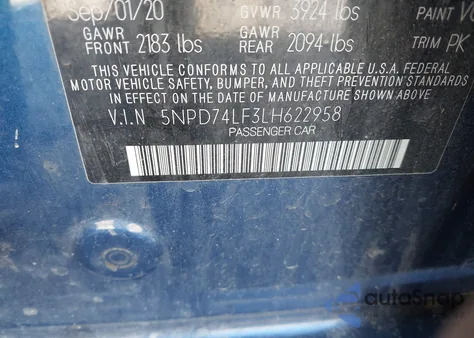 Sep/01/20 GVWR 3924 lbs PAINT
GAWR FRONT 2183 lbs GAWR REAR 2094 lbs TRIM PK
THIS VEHICLE CONFORMS TO ALL APPLICABLE U.S.A. FEDERAL
MOTOR VEHICLE SAFETY, BUMPER, AND THEFT PREVENTION STANDARDS
IN EFFECT ON THE DATE OF MANUFACTURE SHOWN ABOVE
V.I.N 5NPD74LF3LH622958
PASSENGER CAR
autoSnap